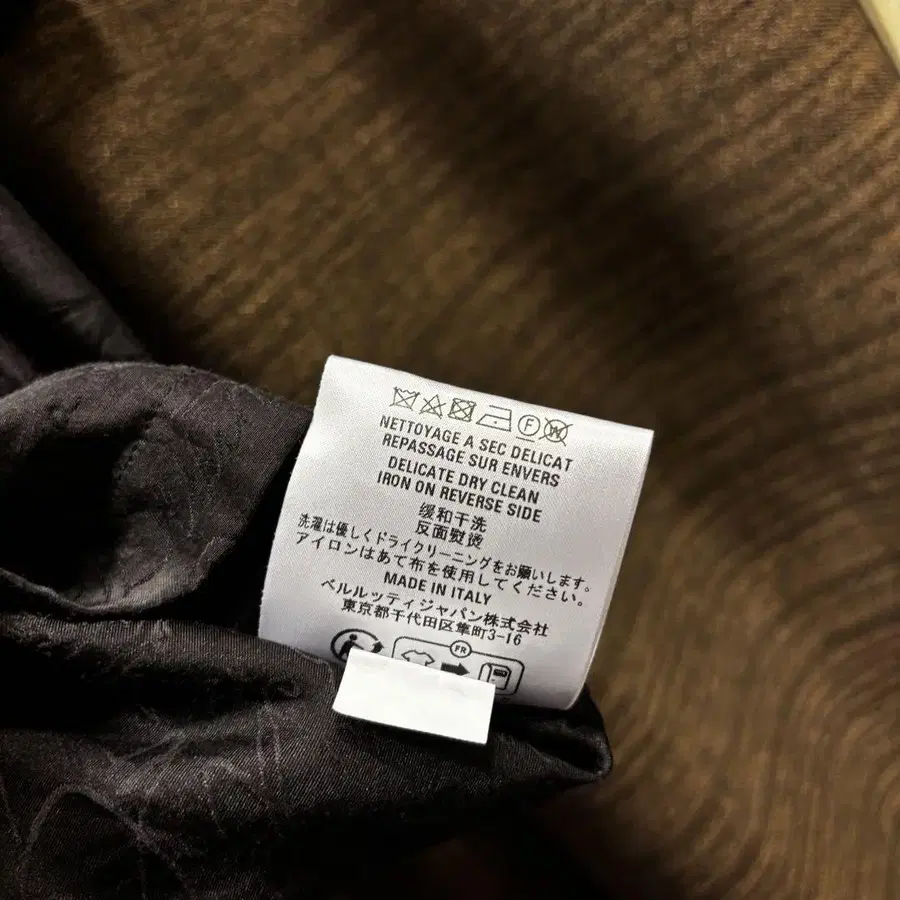 F W
NETTOYAGE A SEC DELICAT
REPASSAGE SUR ENVERS
DELICATE DRY CLEAN
IRON ON REVERSE SIDE
缓和干洗
反面熨烫
洗濯は優しくドライクリーニングをお願いします。
アイロンはあて布を使用してください。
MADE IN ITALY
ベルルッティジャパン株式会社
東京都千代田区隼町3-16
FR